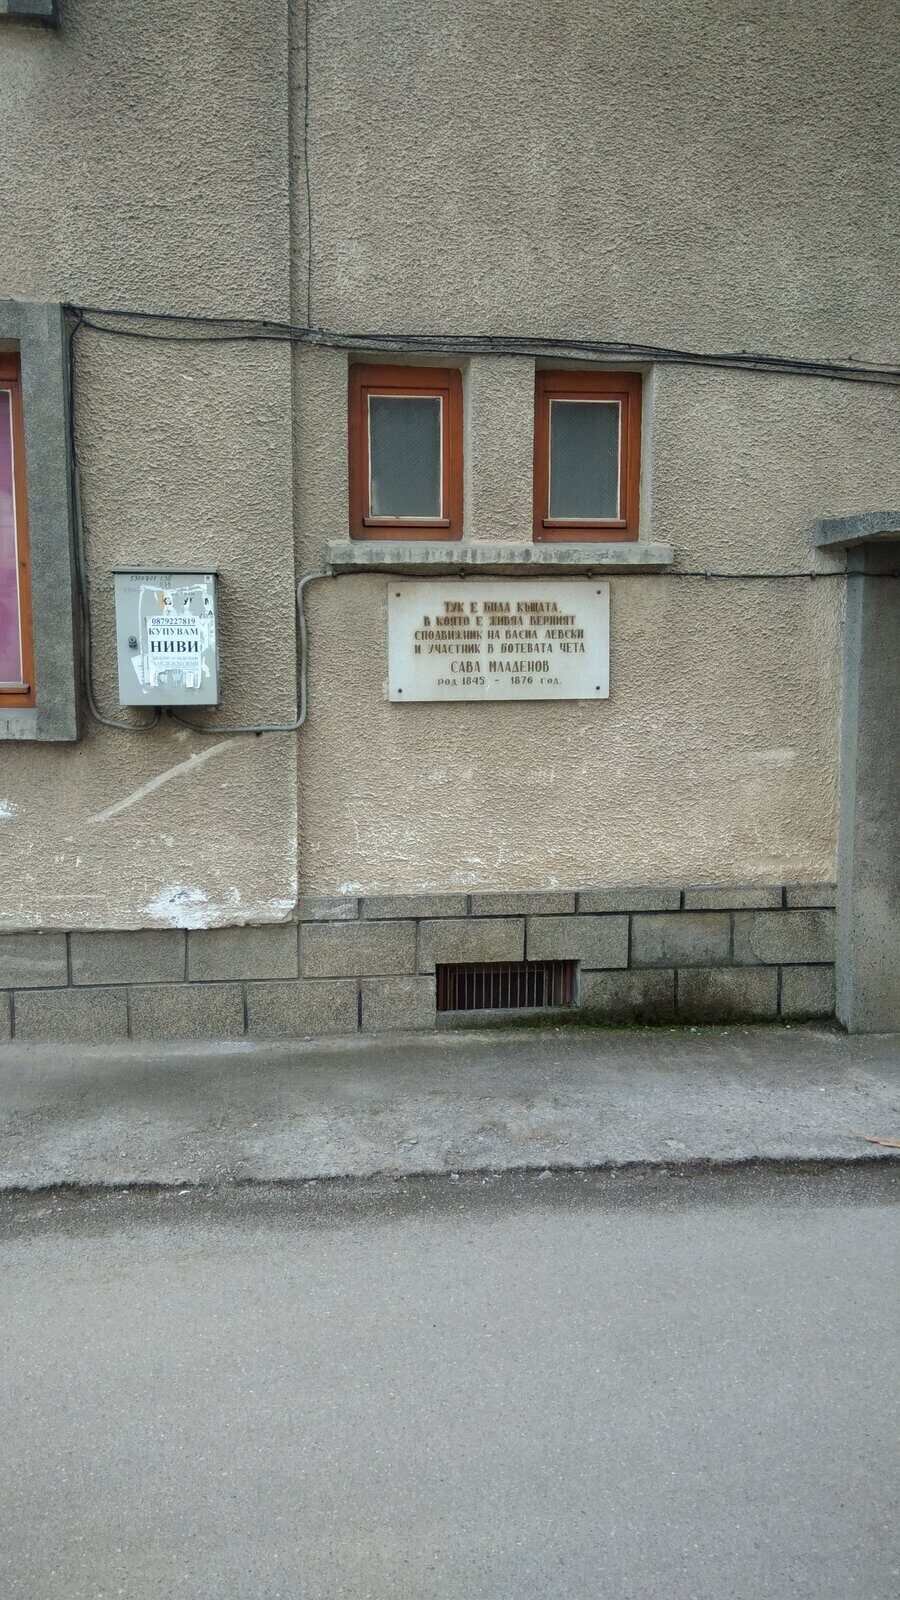 0879227819
КУПУВАМ
НИВИ
ТУК Е БИЛА КЪЩАТА,
В КОЯТО Е ЖИВЯЛ ВЕРНИЯТ
СПОДВИЖНИК НА ВАСИЛ ЛЕВСКИ
И УЧАСТНИК В БОТЕВАТА ЧЕТА
САВА МЛАДЕНОВ
РОД. 1845 - 1876 ГОД.